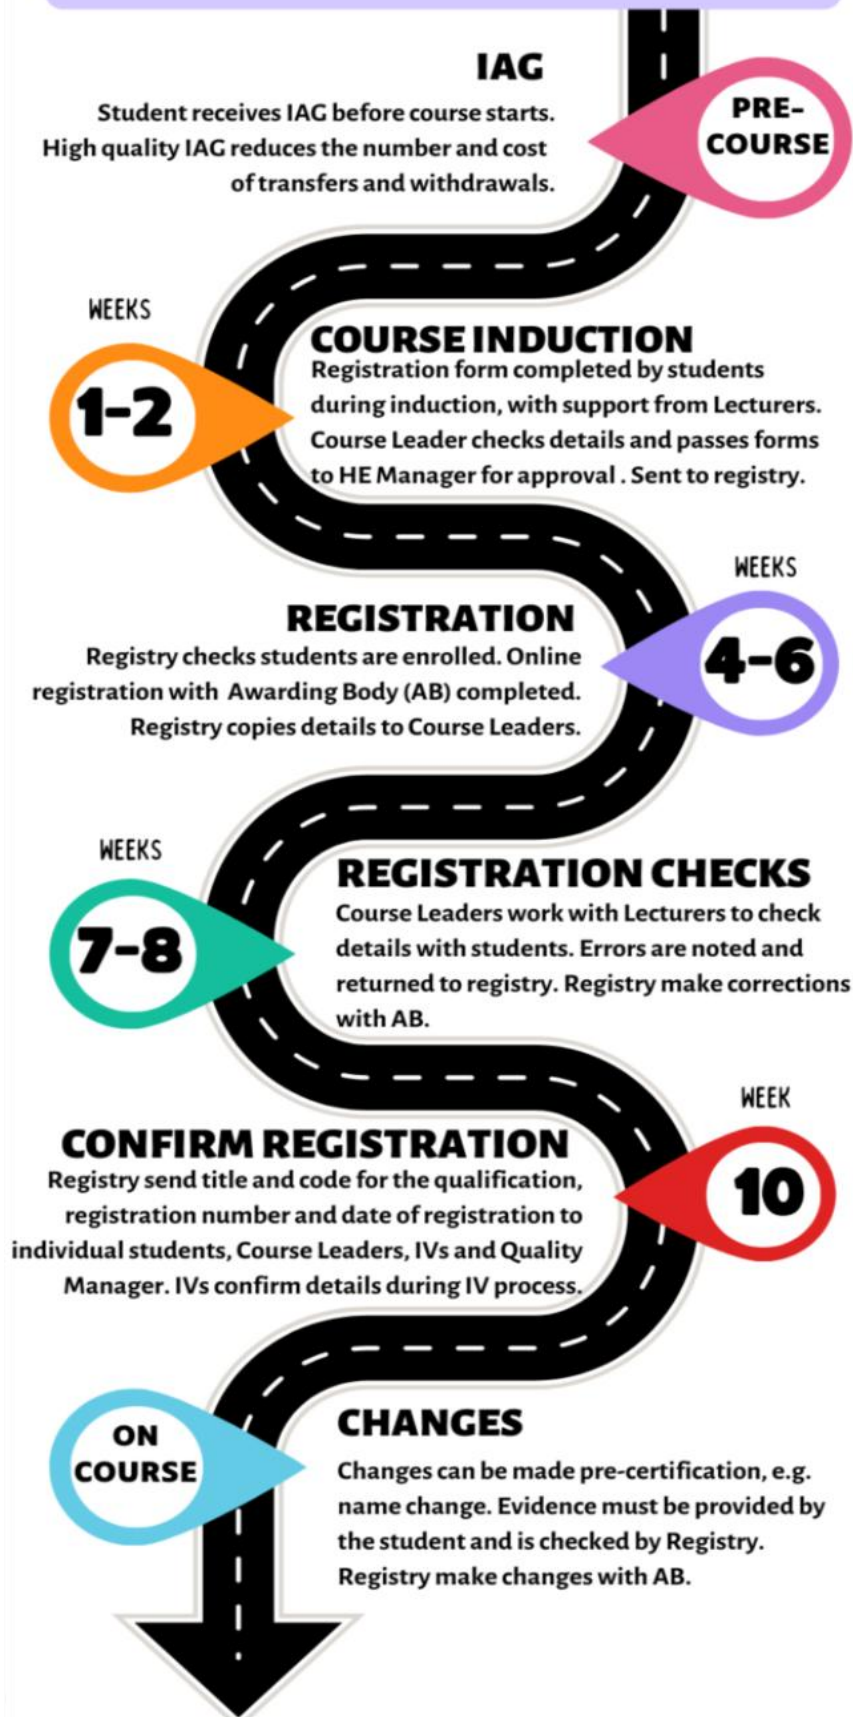 IAG
Student receives IAG before course starts.
High quality IAG reduces the number and cost
of transfers and withdrawals.
PRE-
COURSE
WEEKS
1-2
COURSE INDUCTION
Registration form completed by students
during induction, with support from Lecturers.
Course Leader checks details and passes forms
to HE Manager for approval . Sent to registry.
WEEKS
4-6
REGISTRATION
Registry checks students are enrolled. Online
registration with Awarding Body (AB) completed.
Registry copies details to Course Leaders.
WEEKS
7-8
REGISTRATION CHECKS
Course Leaders work with Lecturers to check
details with students. Errors are noted and
returned to registry. Registry make corrections
with AB.
WEEK
10
CONFIRM REGISTRATION
Registry send title and code for the qualification,
registration number and date of registration to
individual students, Course Leaders, IVs and Quality
Manager. IVs confirm details during IV process.
ON
COURSE
CHANGES
Changes can be made pre-certification, e.g.
name change. Evidence must be provided by
the student and is checked by Registry.
Registry make changes with AB.